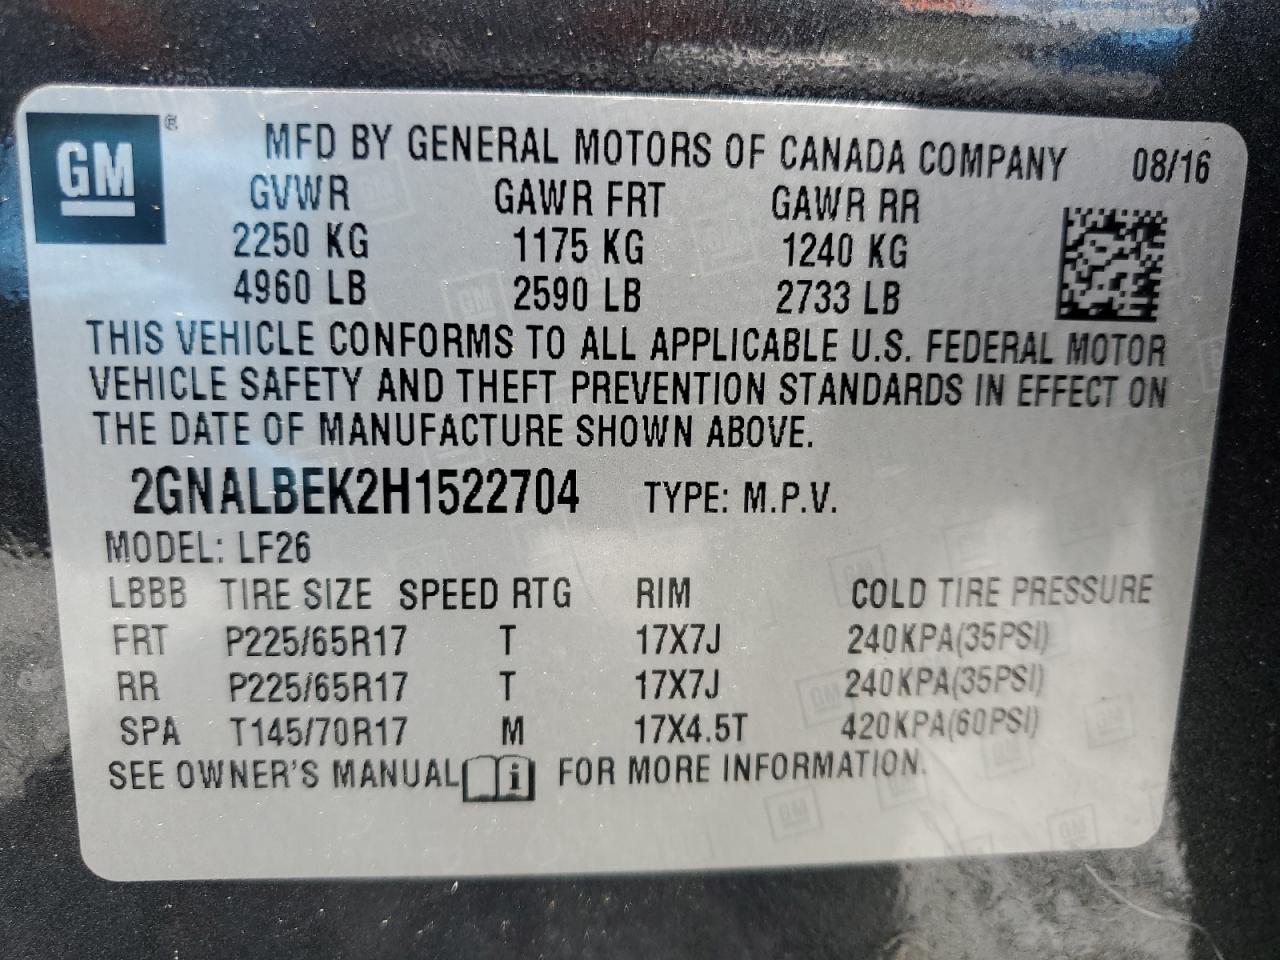 GM ®
MFD BY GENERAL MOTORS OF CANADA COMPANY 08/16
GVWR GAWR FRT GAWR RR
2250 KG 1175 KG 1240 KG
4960 LB 2590 LB 2733 LB
THIS VEHICLE CONFORMS TO ALL APPLICABLE U.S. FEDERAL MOTOR
VEHICLE SAFETY AND THEFT PREVENTION STANDARDS IN EFFECT ON
THE DATE OF MANUFACTURE SHOWN ABOVE.
2GNALBEK2H1522704 TYPE: M.P.V.
MODEL: LF26
LBBB TIRE SIZE SPEED RTG RIM COLD TIRE PRESSURE
FRT P225/65R17 T 17X7J 240KPA(35PSI)
RR P225/65R17 T 17X7J 240KPA(35PSI)
SPA T145/70R17 M 17X4.5T 420KPA(60PSI)
SEE OWNER'S MANUAL i FOR MORE INFORMATION.